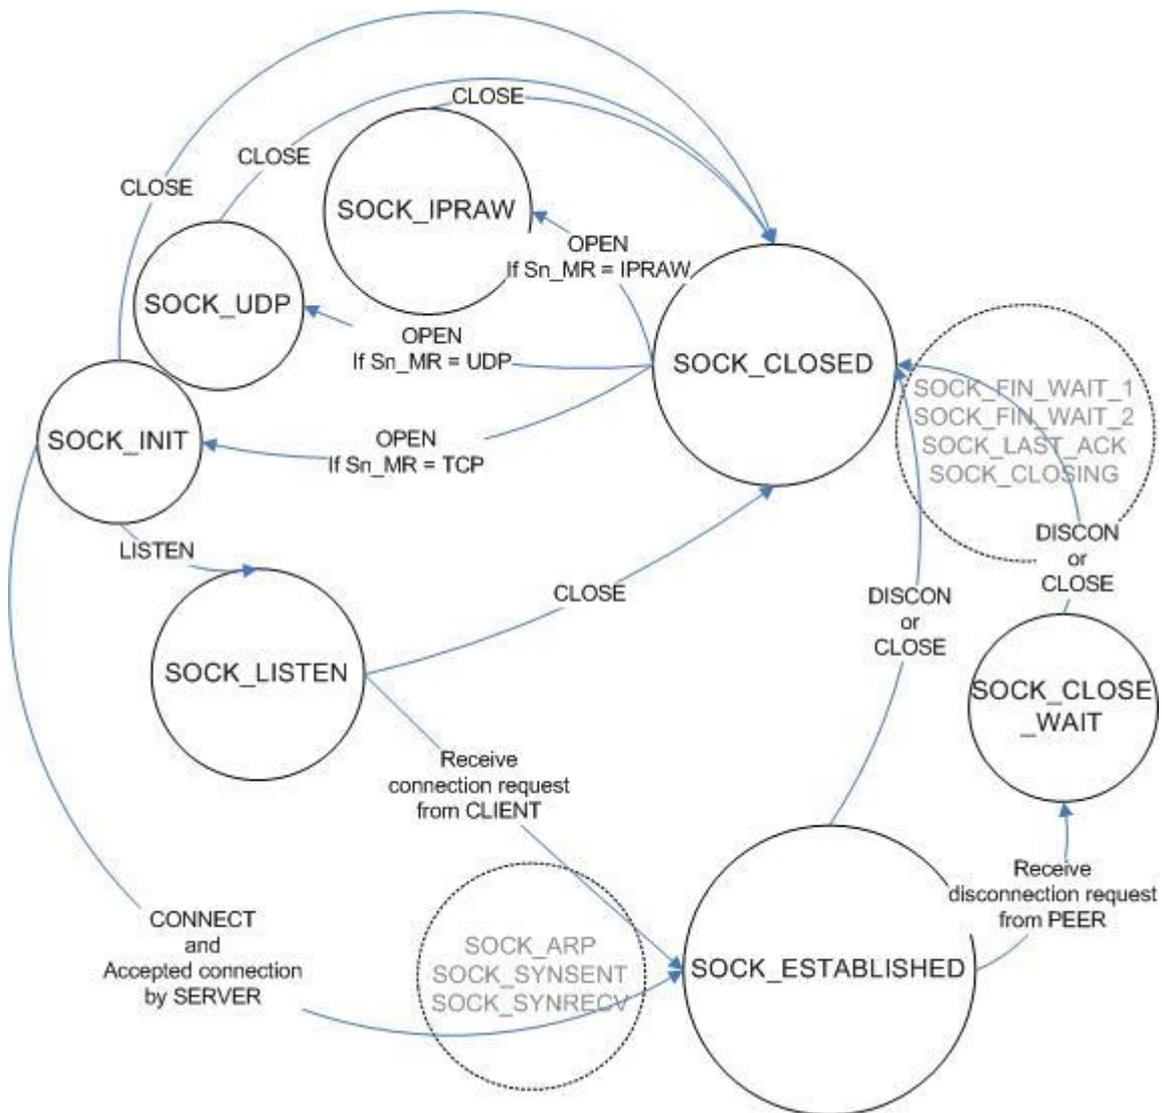 CLOSE
CLOSE
CLOSE
SOCK_IPRAW
OPEN
If Sn_MR = IPRAW
SOCK_UDP
OPEN
If Sn_MR = UDP
SOCK_CLOSED
SOCK_FIN_WAIT_1
SOCK_FIN_WAIT_2
SOCK_LAST_ACK
SOCK_CLOSING
SOCK_INIT
OPEN
If Sn_MR = TCP
LISTEN
DISCON
or
CLOSE
CLOSE
DISCON
or
CLOSE
SOCK_LISTEN
SOCK_CLOSE
_WAIT
Receive
connection request
from CLIENT
Receive
disconnection request
from PEER
CONNECT
and
Accepted connection
by SERVER
SOCK_ARP
SOCK_SYNSENT
SOCK_SYNRECV
SOCK_ESTABLISHED